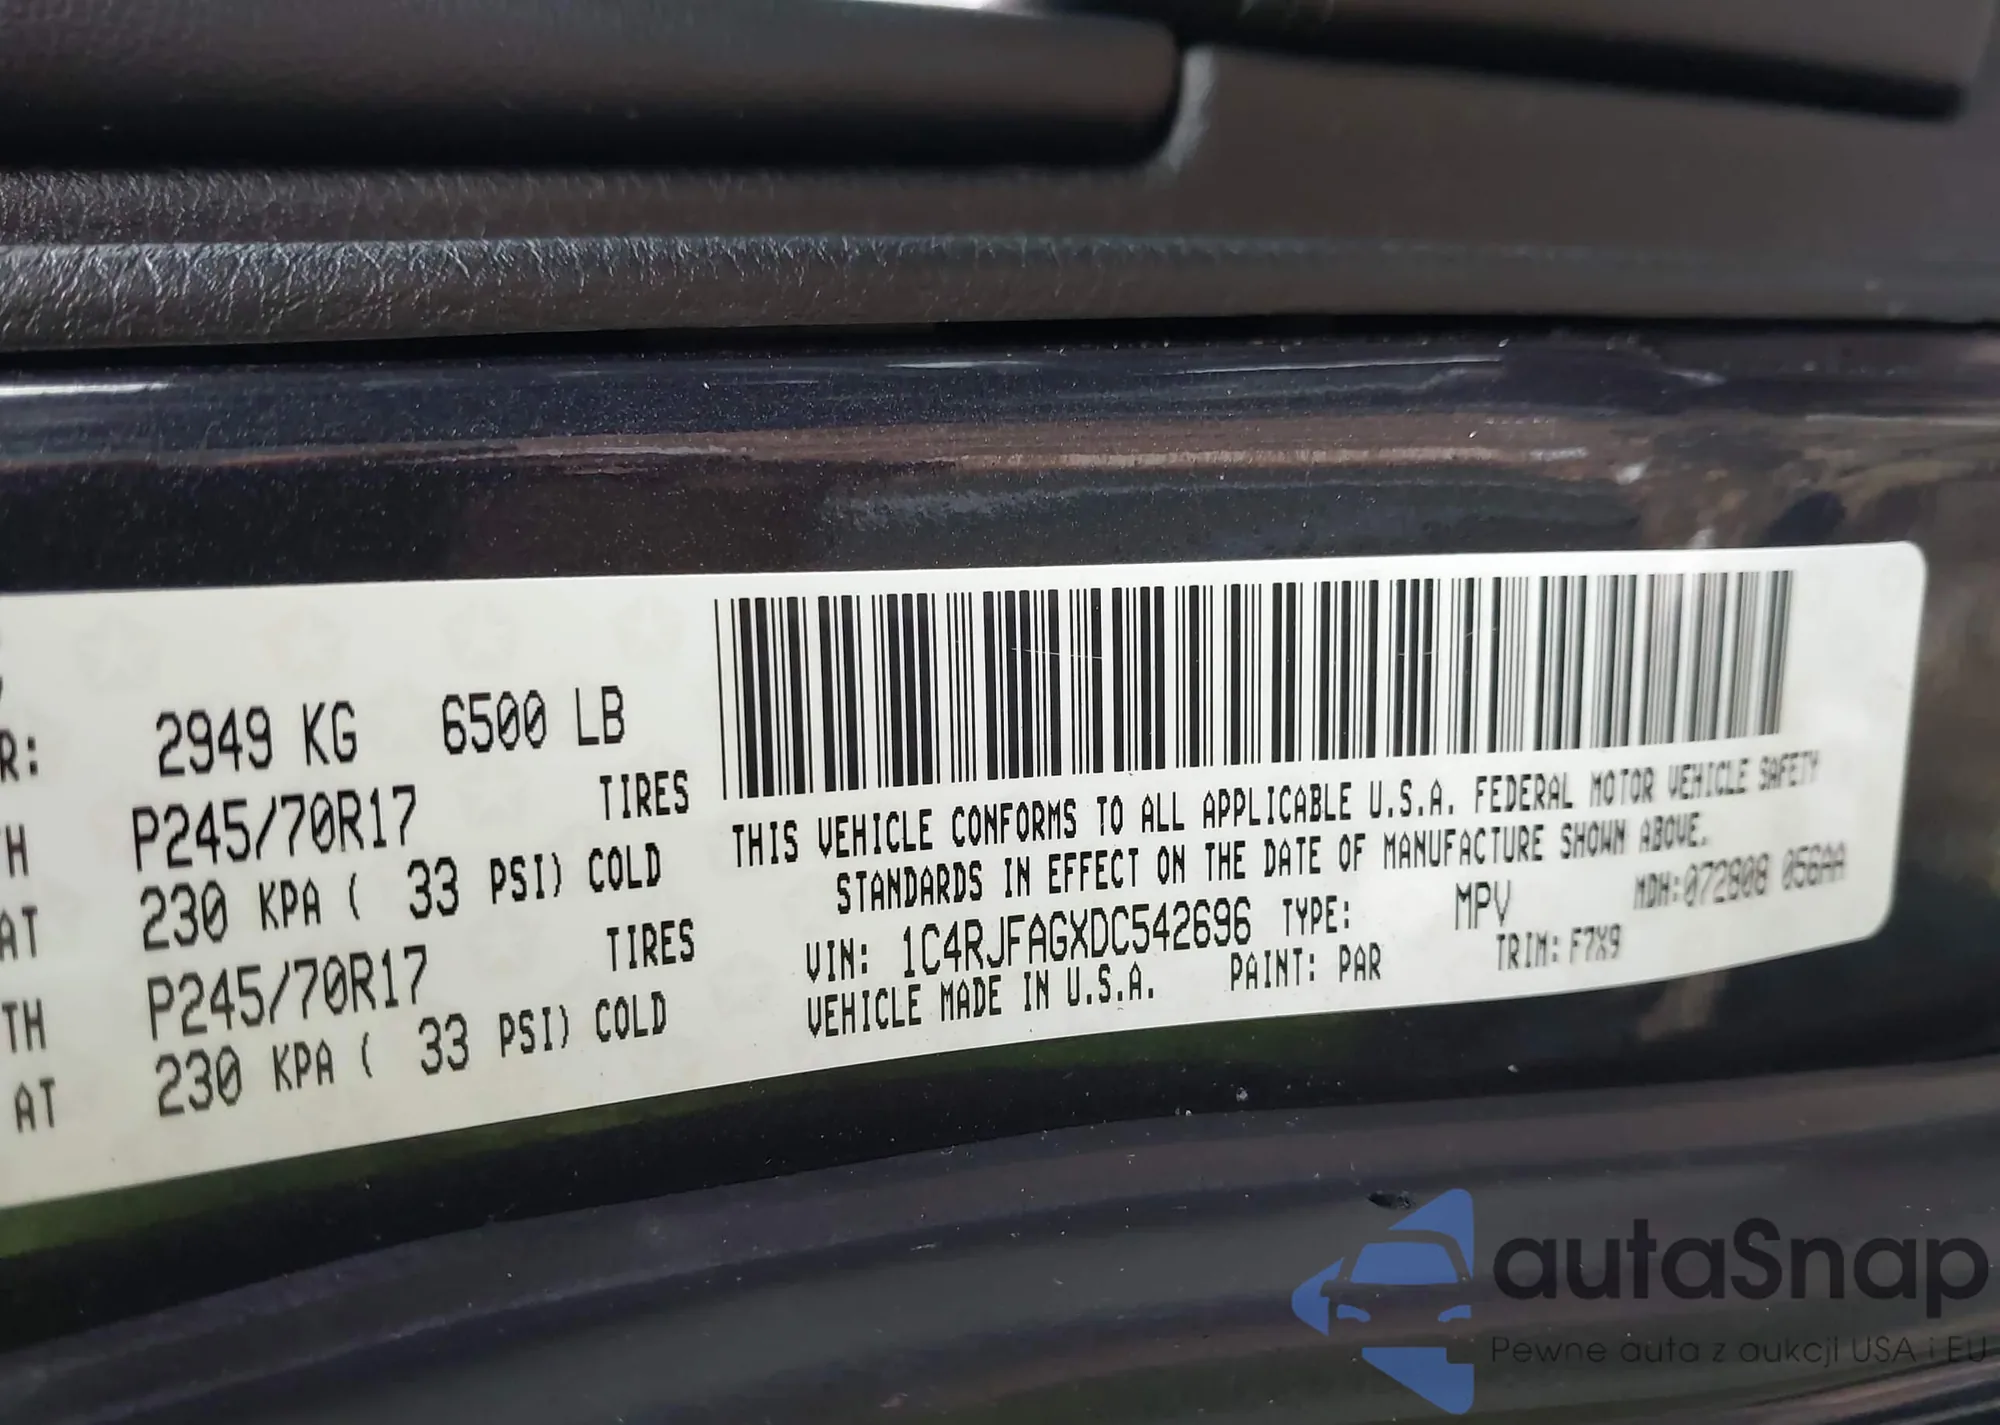 R: 2949 KG 6500 LB
TH P245/70R17 TIRES
AT 230 KPA ( 33 PSI) COLD
TH P245/70R17 TIRES
AT 230 KPA ( 33 PSI) COLD
THIS VEHICLE CONFORMS TO ALL APPLICABLE U.S.A. FEDERAL MOTOR VEHICLE SAFETY
STANDARDS IN EFFECT ON THE DATE OF MANUFACTURE SHOWN ABOVE.
MDH:072808 056AA
VIN: 1C4RJFAGXDC542696 TYPE: MPV
VEHICLE MADE IN U.S.A. PAINT: PAR TRIM: F7X9
autaSnap
Pewne auta z aukcji USA i EU